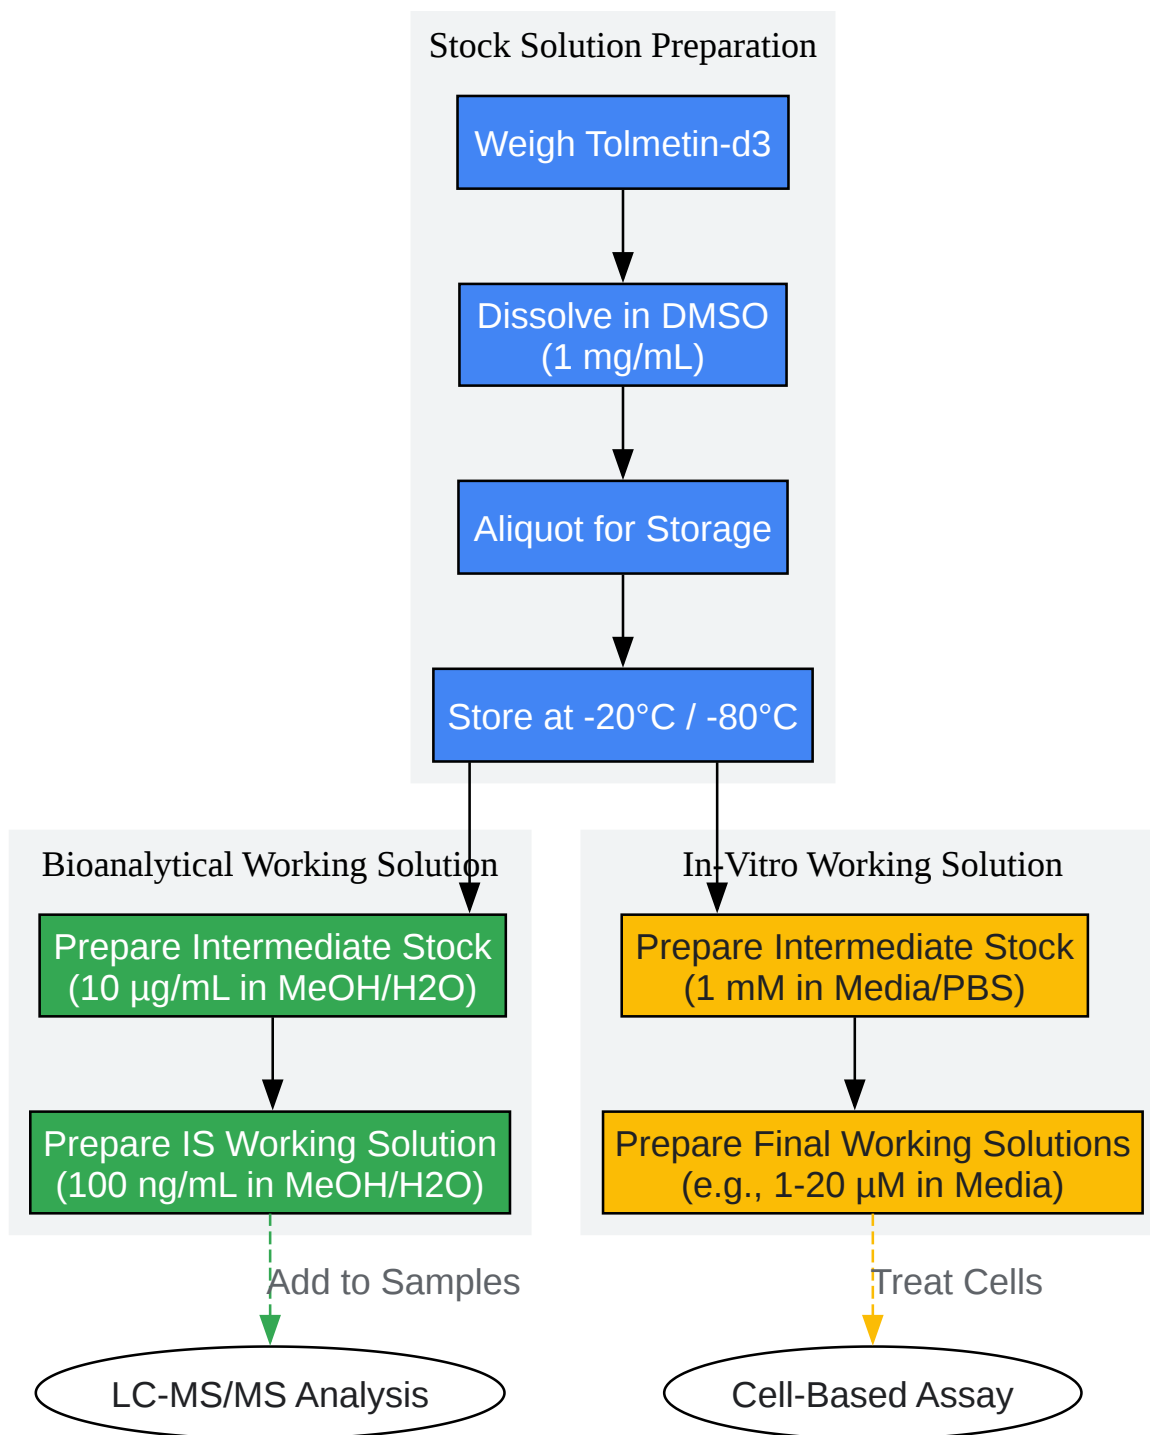 Stock Solution Preparation
Weigh Tolmetin-d3
Dissolve in DMSO
(1 mg/mL)
Aliquot for Storage
Store at -20°C / -80°C
Bioanalytical Working Solution
Prepare Intermediate Stock
(10 µg/mL in MeOH/H2O)
Prepare IS Working Solution
(100 ng/mL in MeOH/H2O)
Add to Samples
LC-MS/MS Analysis
In-Vitro Working Solution
Prepare Intermediate Stock
(1 mM in Media/PBS)
Prepare Final Working Solutions
(e.g., 1-20 µM in Media)
Treat Cells
Cell-Based Assay